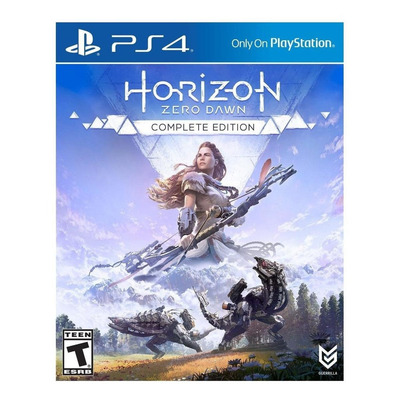 PS4
Only On PlayStation®
HORIZON
ZERO DAWN
COMPLETE EDITION
TEEN
T
ESRB
GUERRILLA